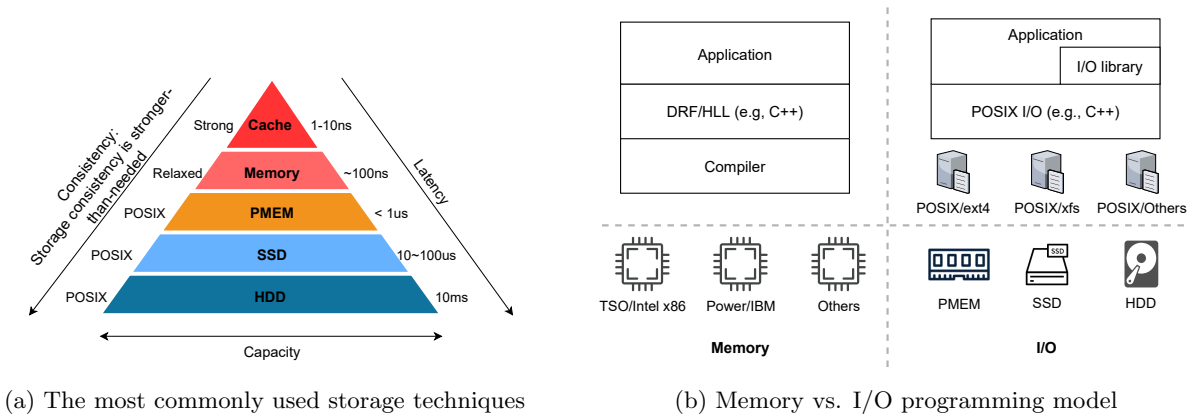 Consistency:
Storage consistency is stronger-
than-needed
Strong
Cache
1-10ns
Relaxed
Memory
~100ns
Latency
POSIX
PMEM
< 1us
POSIX
SSD
10~100us
POSIX
HDD
10ms
Capacity
(a) The most commonly used storage techniques
Application
DRF/HLL (e.g, C++)
Compiler
TSO/Intel x86
Power/IBM
Others
Memory
Application
I/O library
POSIX I/O (e.g., C++)
POSIX/ext4
POSIX/xfs
POSIX/Others
SSD
PMEM
SSD
HDD
I/O
(b) Memory vs. I/O programming model